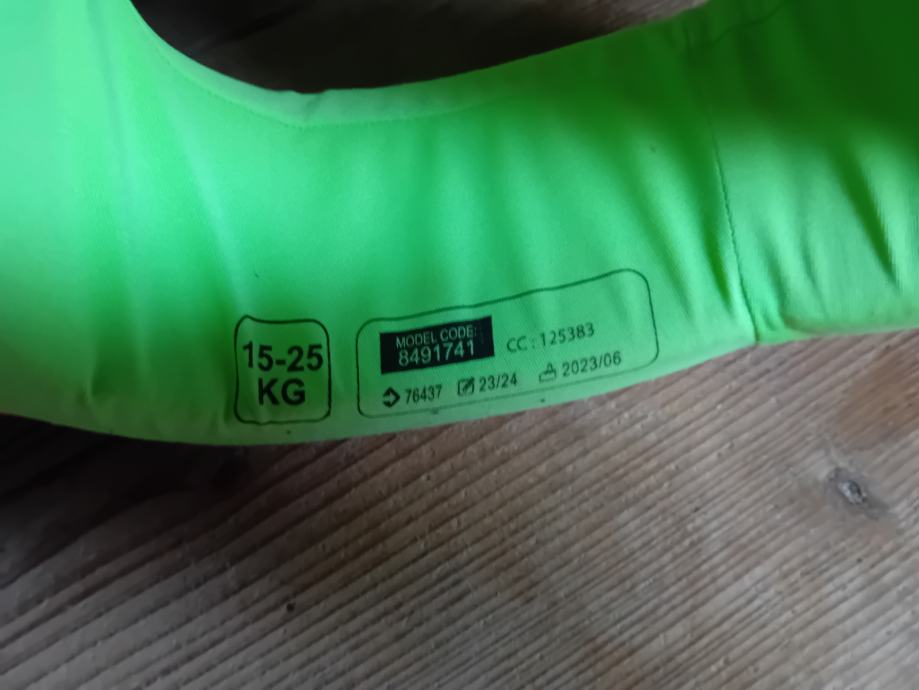 15-25
KG
MODEL CODE:
8491741
CC : 125383
76437 23/24 2023/06